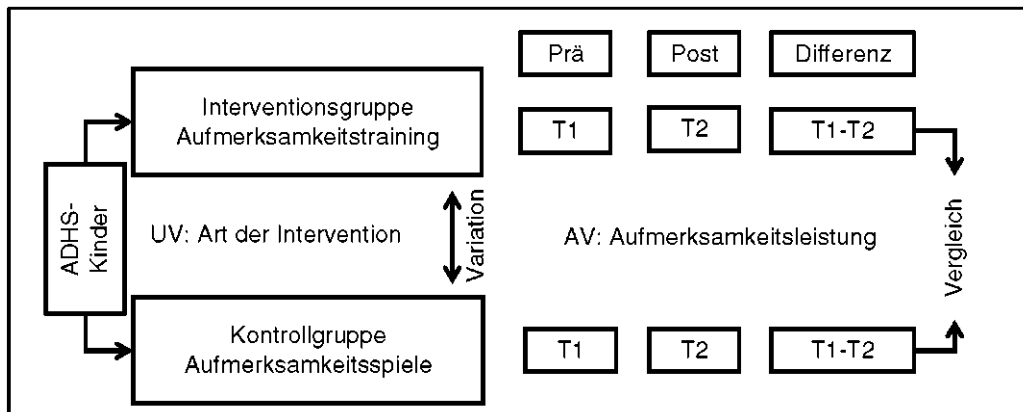 Prä
Post
Differenz
Interventionsgruppe
Aufmerksamkeitstraining
T1
T2
T1-T2
ADHS-
Kinder
UV: Art der Intervention
Variation
AV: Aufmerksamkeitsleistung
Vergleich
Kontrollgruppe
Aufmerksamkeitsspiele
T1
T2
T1-T2